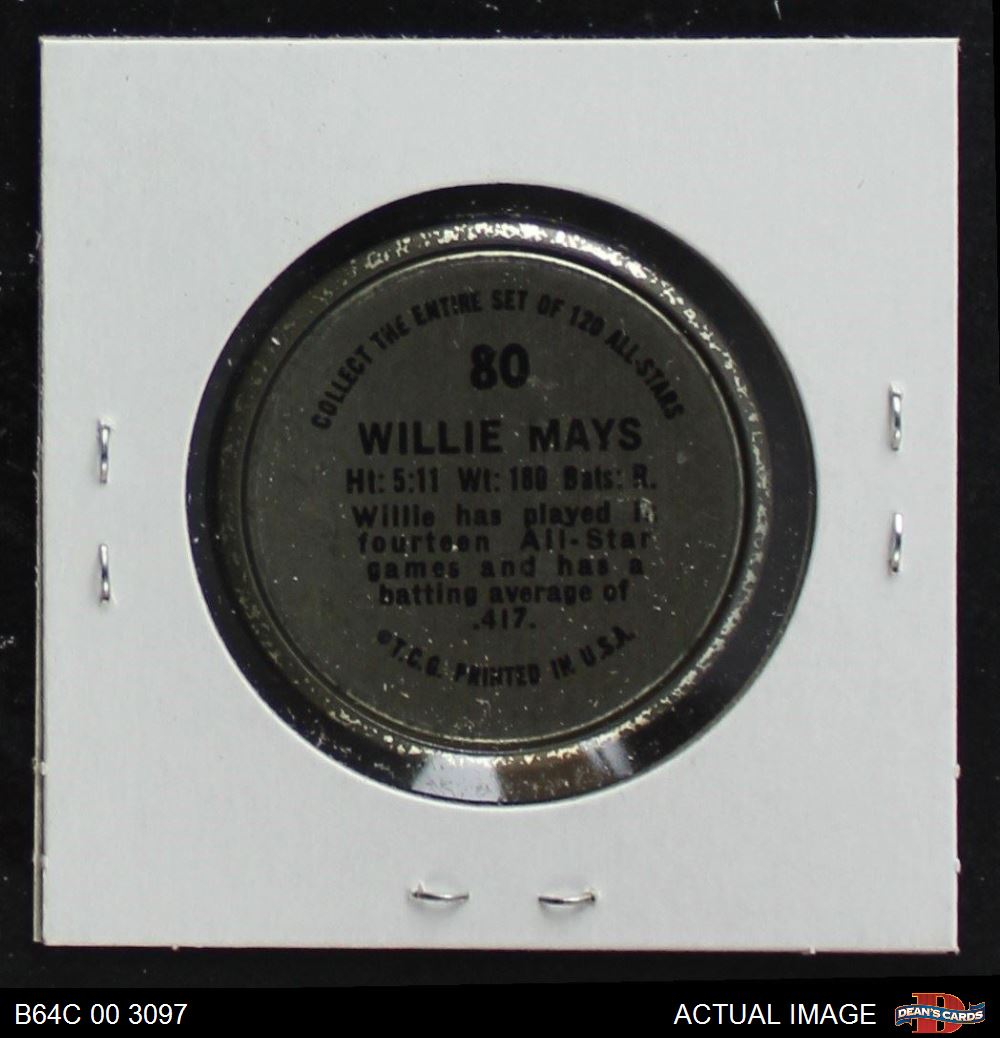 COLLECT THE ENTIRE SET OF 120 ALL-STARS
80
WILLIE MAYS
Ht: 5:11 Wt: 180 Bats: R.
Willie has played in
fourteen All-Star
games and has a
batting average of
.417.
©T.C.G. PRINTED IN U.S.A.
B64C 00 3097
ACTUAL IMAGE
DEAN'S CARDS